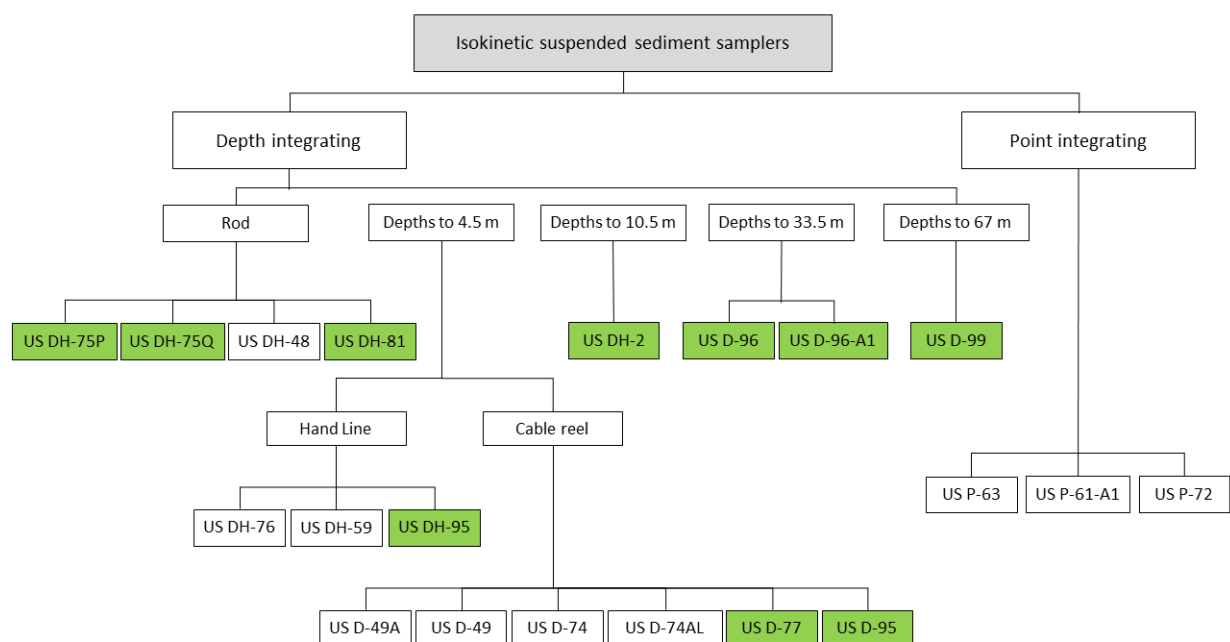 Isokinetic suspended sediment samplers
Depth integrating
Point integrating
Rod
Depths to 4.5 m
Depths to 10.5 m
Depths to 33.5 m
Depths to 67 m
US DH-75P
US DH-75Q
US DH-48
US DH-81
US DH-2
US D-96
US D-96-A1
US D-99
Hand Line
Cable reel
US P-63
US P-61-A1
US P-72
US DH-76
US DH-59
US DH-95
US D-49A
US D-49
US D-74
US D-74AL
US D-77
US D-95